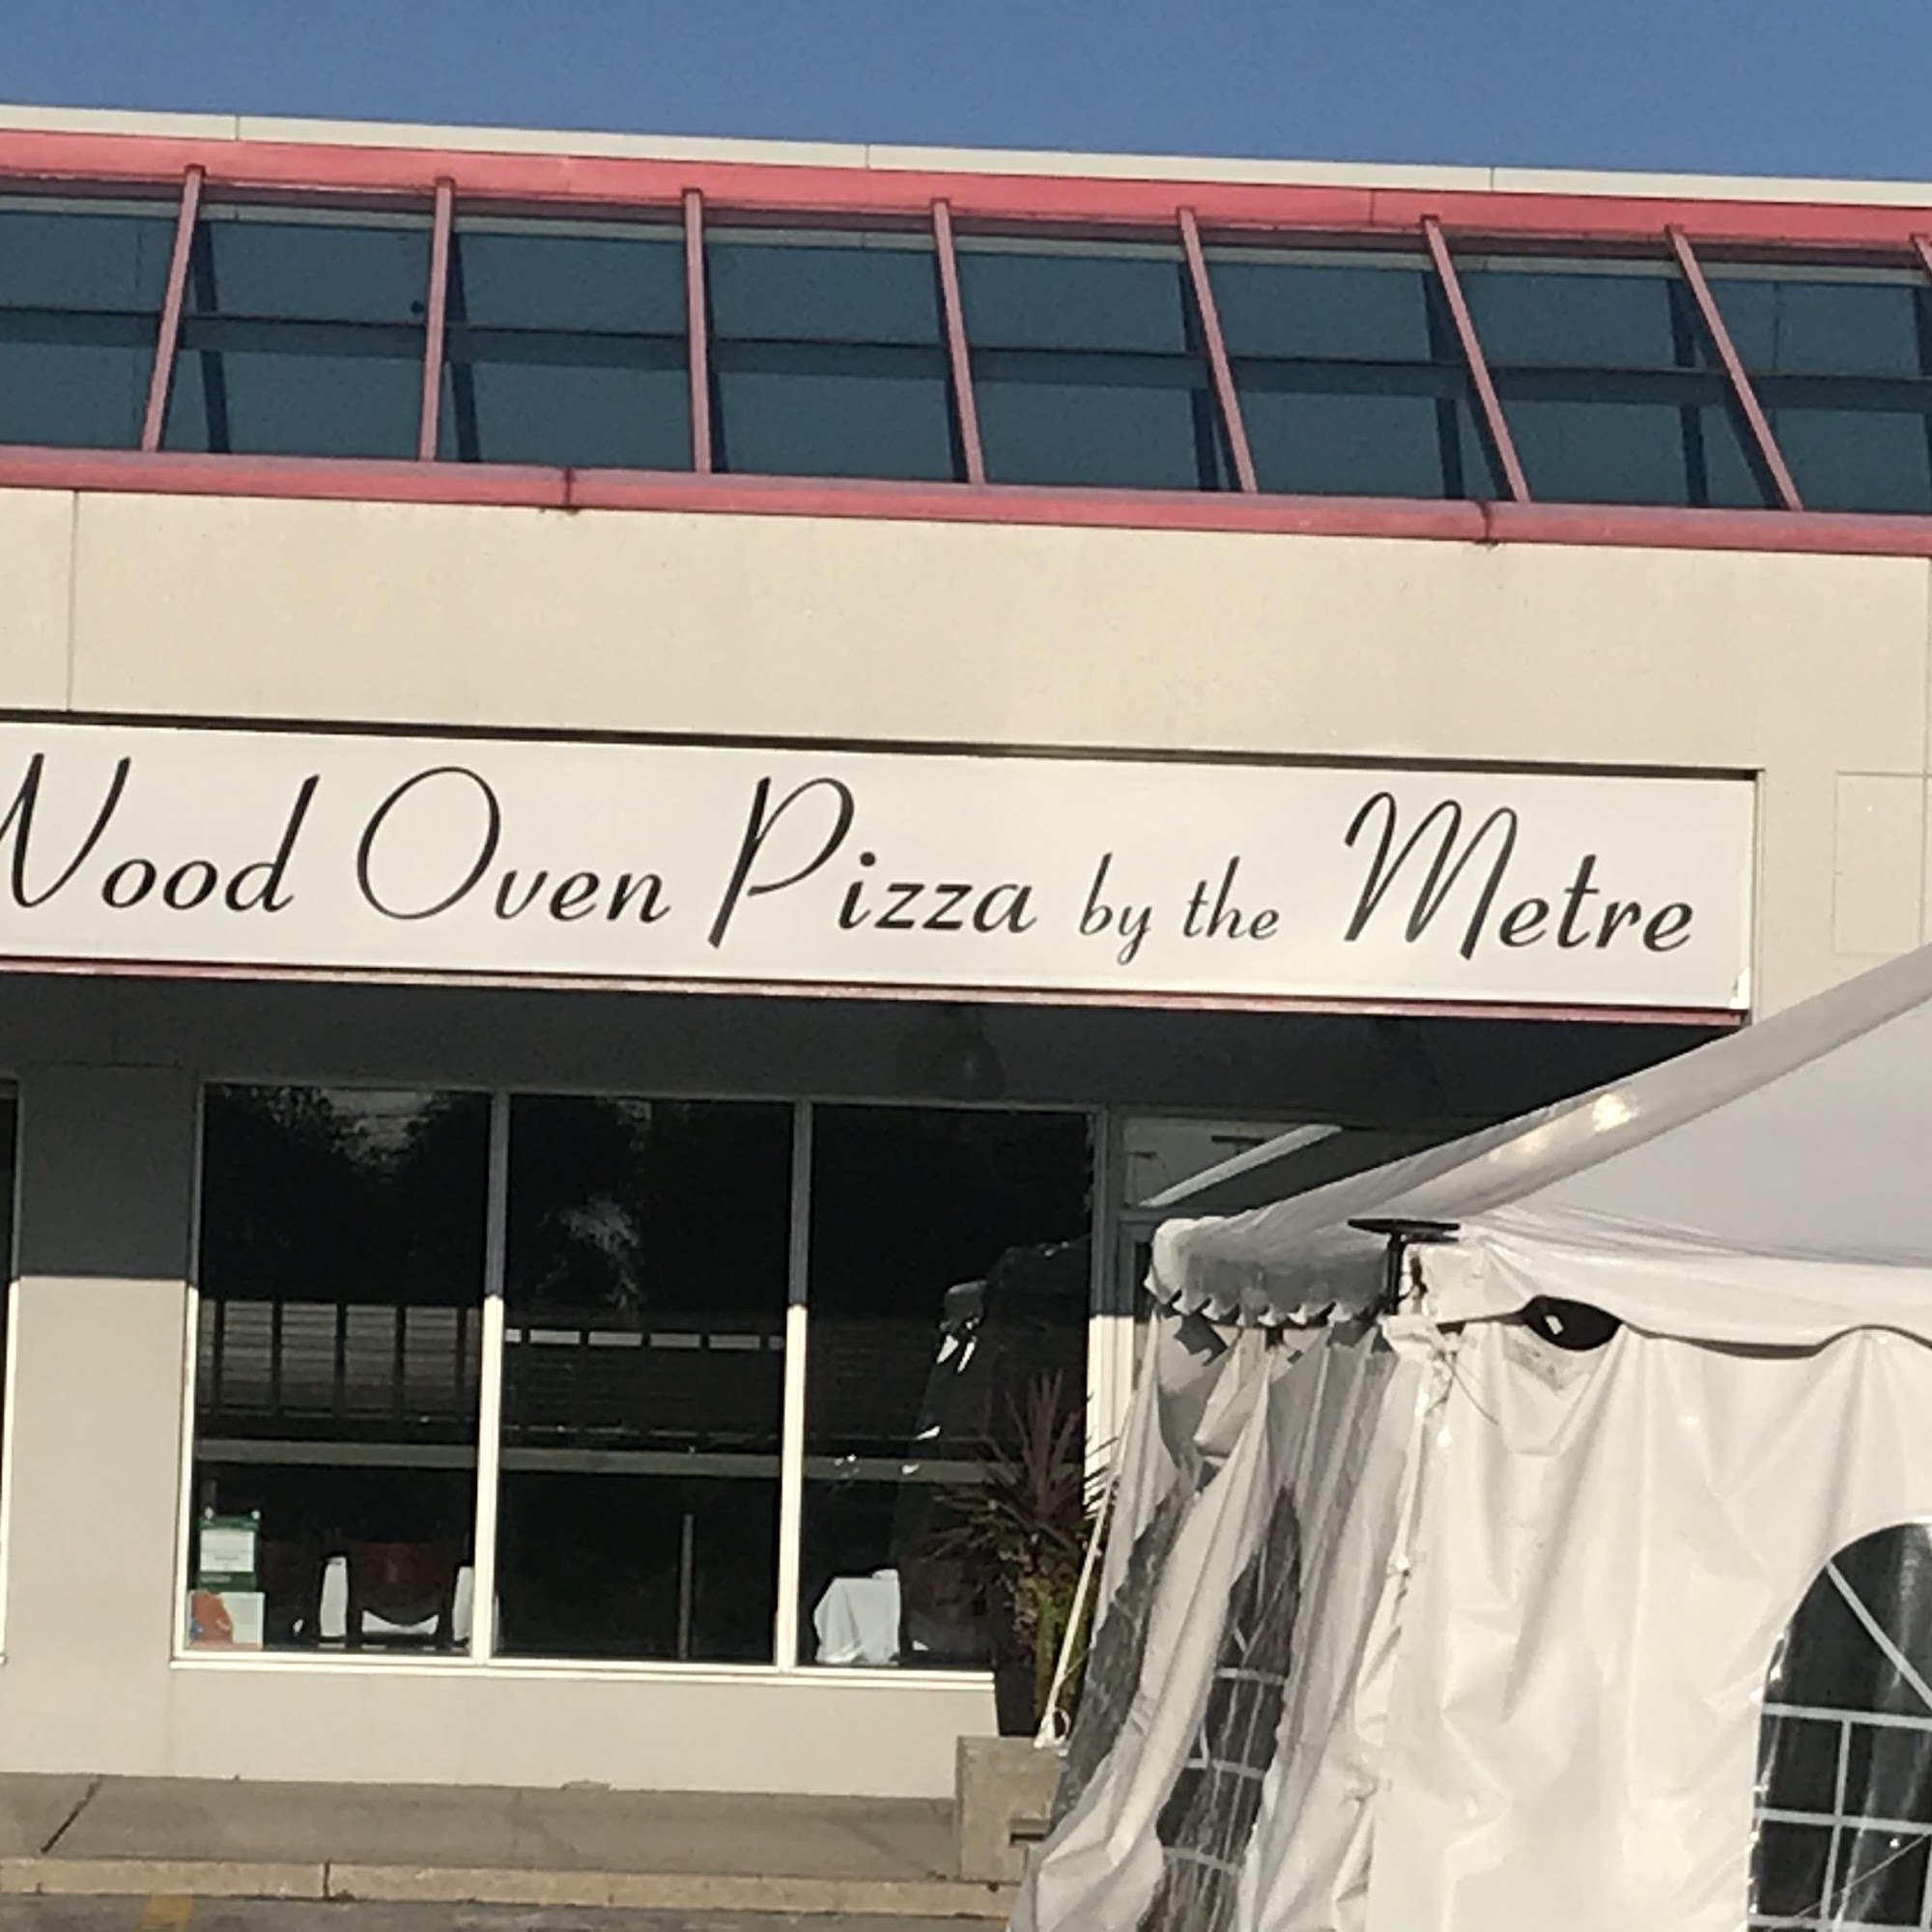 Wood Oven Pizza by the Metre